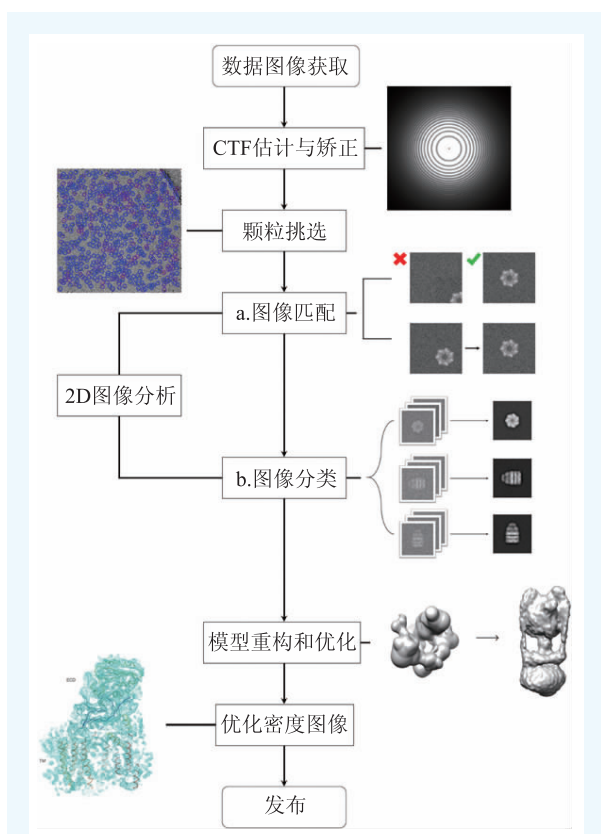 数据图像获取
CTF估计与矫正
颗粒挑选
a.图像匹配
2D图像分析
b.图像分类
模型重构和优化
优化密度图像
发布